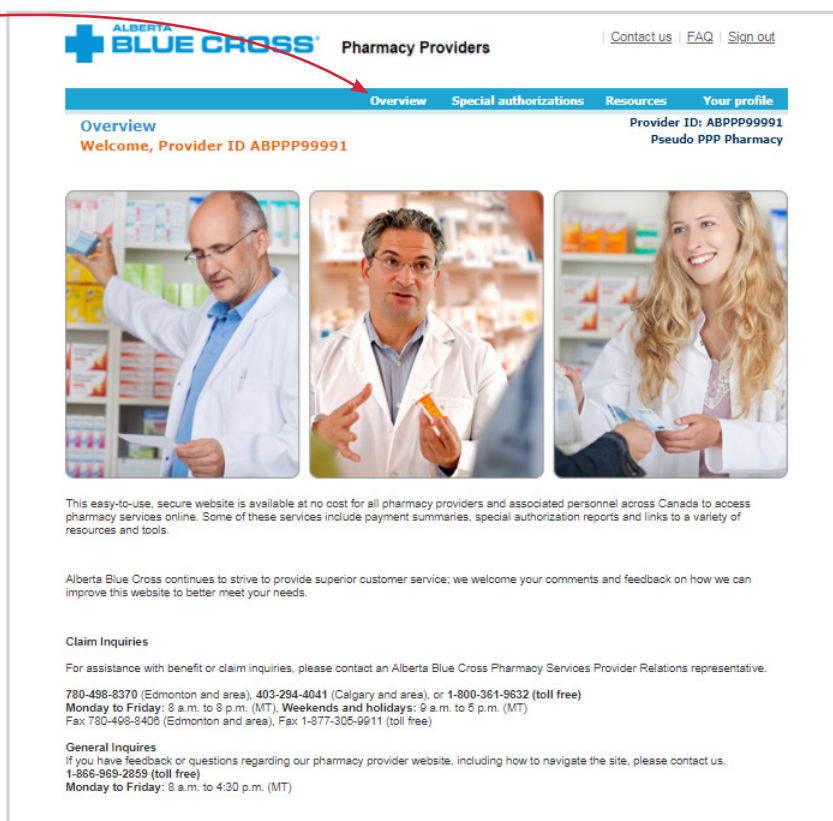 ALBERTA
BLUE CROSS®
Pharmacy Providers
Contact us | FAQ | Sign out
Overview Special authorizations Resources Your profile
Overview
Welcome, Provider ID ABPPP99991
Provider ID: ABPPP99991
Pseudo PPP Pharmacy
This easy-to-use, secure website is available at no cost for all pharmacy providers and associated personnel across Canada to access
pharmacy services online. Some of these services include payment summaries, special authorization reports and links to a variety of
resources and tools.
Alberta Blue Cross continues to strive to provide superior customer service; we welcome your comments and feedback on how we can
improve this website to better meet your needs.
Claim Inquiries
For assistance with benefit or claim inquiries, please contact an Alberta Blue Cross Pharmacy Services Provider Relations representative.
780-498-8370 (Edmonton and area), 403-294-4041 (Calgary and area), or 1-800-361-9632 (toll free)
Monday to Friday: 8 a.m. to 8 p.m. (MT), Weekends and holidays: 9 a.m. to 5 p.m. (MT)
Fax 780-498-8406 (Edmonton and area), Fax 1-877-305-9911 (toll free)
General Inquires
If you have feedback or questions regarding our pharmacy provider website, including how to navigate the site, please contact us.
1-866-969-2859 (toll free)
Monday to Friday: 8 a.m. to 4:30 p.m. (MT)